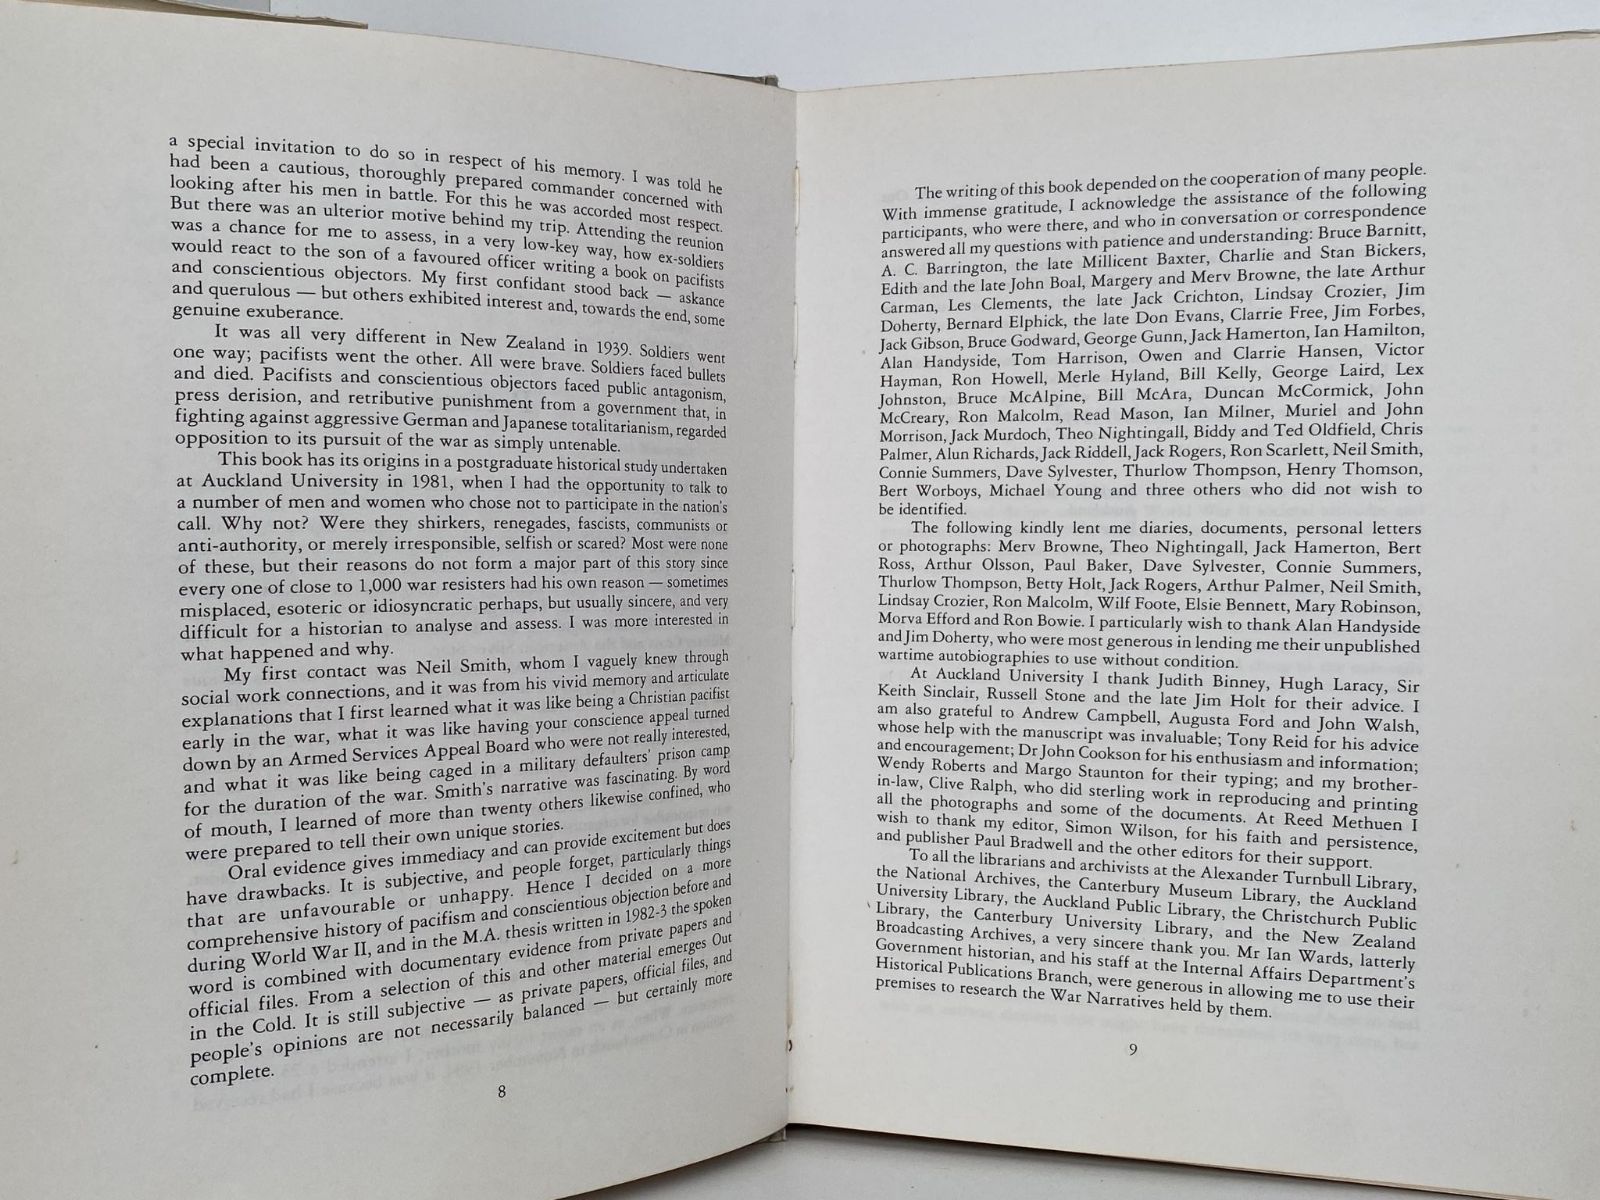 a special invitation to do so in respect of his memory. I was told he
had been a cautious, thoroughly prepared commander concerned with
looking after his men in battle. For this he was accorded most respect.
But there was an ulterior motive behind my trip. Attending the reunion
was a chance for me to assess, in a very low-key way, how ex-soldiers
would react to the son of a favoured officer writing a book on pacifists
and conscientious objectors. My first confidant stood back — askance
and querulous — but others exhibited interest and, towards the end, some
genuine exuberance.
It was all very different in New Zealand in 1939. Soldiers went
one way; pacifists went the other. All were brave. Soldiers faced bullets
and died. Pacifists and conscientious objectors faced public antagonism,
press derision, and retributive punishment from a government that, in
fighting against aggressive German and Japanese totalitarianism, regarded
opposition to its pursuit of the war as simply untenable.
This book has its origins in a postgraduate historical study undertaken
at Auckland University in 1981, when I had the opportunity to talk to
a number of men and women who chose not to participate in the nation's
call. Why not? Were they shirkers, renegades, fascists, communists or
anti-authority, or merely irresponsible, selfish or scared? Most were none
of these, but their reasons do not form a major part of this story since
every one of close to 1,000 war resisters had his own reason — sometimes
misplaced, esoteric or idiosyncratic perhaps, but usually sincere, and very
difficult for a historian to analyse and assess. I was more interested in
what happened and why.
My first contact was Neil Smith, whom I vaguely knew through
social work connections, and it was from his vivid memory and articulate
explanations that I first learned what it was like being a Christian pacifist
early in the war, what it was like having your conscience appeal turned
down by an Armed Services Appeal Board who were not really interested,
and what it was like being caged in a military defaulters' prison camp
for the duration of the war. Smith's narrative was fascinating. By word
of mouth, I learned of more than twenty others likewise confined, who
were prepared to tell their own unique stories.
Oral evidence gives immediacy and can provide excitement but does
have drawbacks. It is subjective, and people forget, particularly things
that are unfavourable or unhappy. Hence I decided on a more
comprehensive history of pacifism and conscientious objection before and
during World War II, and in the M.A. thesis written in 1982-3 the spoken
word is combined with documentary evidence from private papers and
official files. From a selection of this and other material emerges Out
in the Cold. It is still subjective — as private papers, official files, and
people's opinions are not necessarily balanced — but certainly more
complete.
8
The writing of this book depended on the cooperation of many people.
With immense gratitude, I acknowledge the assistance of the following
participants, who were there, and who in conversation or correspondence
answered all my questions with patience and understanding: Bruce Barnitt,
A. C. Barrington, the late Millicent Baxter, Charlie and Stan Bickers,
Edith and the late John Boal, Margery and Merv Browne, the late Arthur
Carman, Les Clements, the late Jack Crichton, Lindsay Crozier, Jim
Doherty, Bernard Elphick, the late Don Evans, Clarrie Free, Jim Forbes,
Jack Gibson, Bruce Godward, George Gunn, Jack Hamerton, Ian Hamilton,
Alan Handyside, Tom Harrison, Owen and Clarrie Hansen, Victor
Hayman, Ron Howell, Merle Hyland, Bill Kelly, George Laird, Lex
Johnston, Bruce McAlpine, Bill McAra, Duncan McCormick, John
McCreary, Ron Malcolm, Read Mason, Ian Milner, Muriel and John
Morrison, Jack Murdoch, Theo Nightingall, Biddy and Ted Oldfield, Chris
Palmer, Alun Richards, Jack Riddell, Jack Rogers, Ron Scarlett, Neil Smith,
Connie Summers, Dave Sylvester, Thurlow Thompson, Henry Thomson,
Bert Worboys, Michael Young and three others who did not wish to
be identified.
The following kindly lent me diaries, documents, personal letters
or photographs: Merv Browne, Theo Nightingall, Jack Hamerton, Bert
Ross, Arthur Olsson, Paul Baker, Dave Sylvester, Connie Summers,
Thurlow Thompson, Betty Holt, Jack Rogers, Arthur Palmer, Neil Smith,
Lindsay Crozier, Ron Malcolm, Wilf Foote, Elsie Bennett, Mary Robinson,
Morva Efford and Ron Bowie. I particularly wish to thank Alan Handyside
and Jim Doherty, who were most generous in lending me their unpublished
wartime autobiographies to use without condition.
At Auckland University I thank Judith Binney, Hugh Laracy, Sir
Keith Sinclair, Russell Stone and the late Jim Holt for their advice. I
am also grateful to Andrew Campbell, Augusta Ford and John Walsh,
whose help with the manuscript was invaluable; Tony Reid for his advice
and encouragement; Dr John Cookson for his enthusiasm and information;
Wendy Roberts and Margo Staunton for their typing; and my brother-
in-law, Clive Ralph, who did sterling work in reproducing and printing
all the photographs and some of the documents. At Reed Methuen I
wish to thank my editor, Simon Wilson, for his faith and persistence,
and publisher Paul Bradwell and the other editors for their support.
To all the librarians and archivists at the Alexander Turnbull Library,
the National Archives, the Canterbury Museum Library, the Auckland
University Library, the Auckland Public Library, the Christchurch Public
Library, the Canterbury University Library, and the New Zealand
Broadcasting Archives, a very sincere thank you. Mr Ian Wards, latterly
Government historian, and his staff at the Internal Affairs Department's
Historical Publications Branch, were generous in allowing me to use their
premises to research the War Narratives held by them.
9